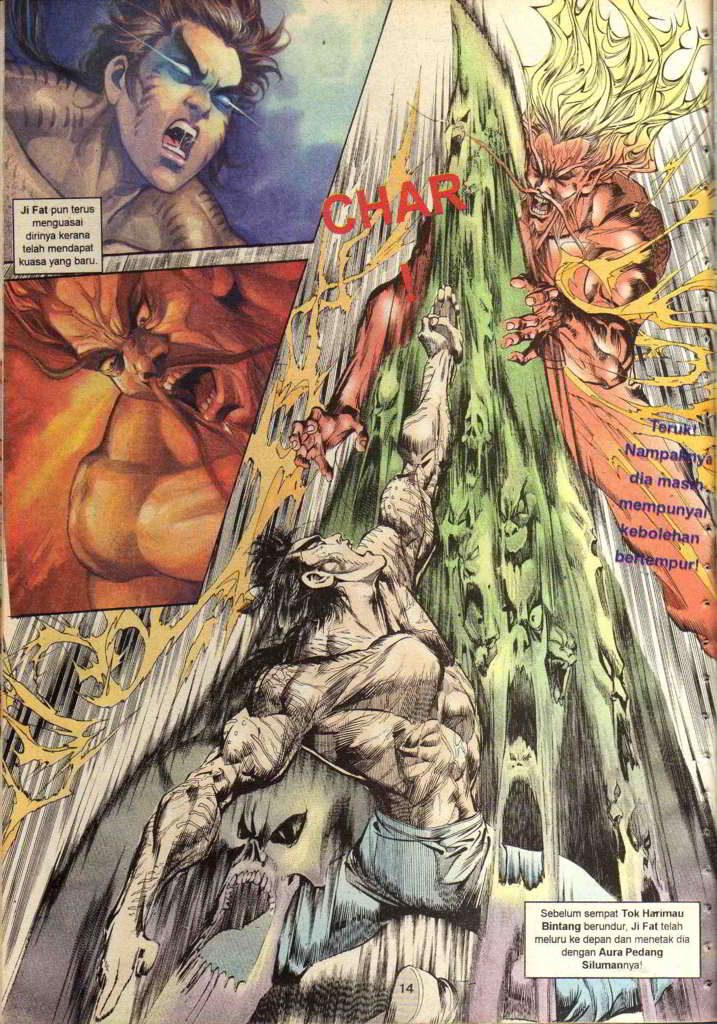 Ji Fat pun terus
menguasai
dirinya kerana
telah mendapat
kuasa yang baru.
CHAR
!
Teruk!
Nampaknya
dia masih
mempunyai
kebolehan
bertempur!
Sebelum sempat Tok Harimau
Bintang berundur, Ji Fat telah
meluru ke depan dan menetak dia
dengan Aura Pedang
Silumannya!
14